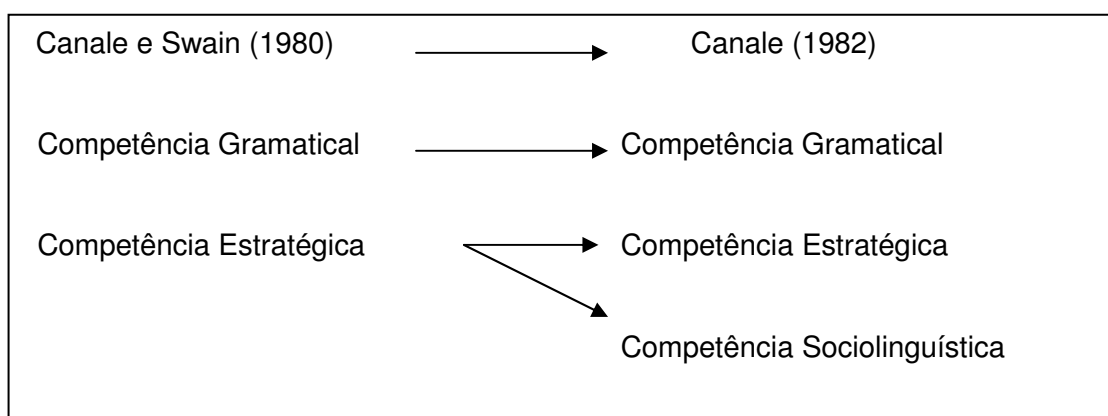 Canale e Swain (1980) Canale (1982)
Competência Gramatical Competência Gramatical
Competência Estratégica Competência Estratégica
Competência Sociolinguística